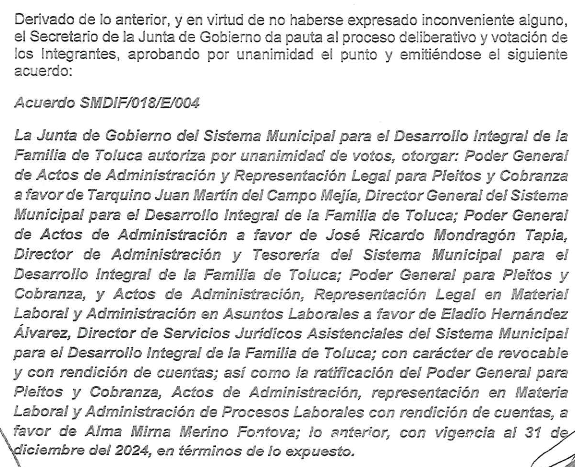 Derivado de lo anterior, y en virtud de no haberse expresado inconveniente alguno,
el Secretario de la Junta de Gobierno da pauta al proceso deliberativo y votación de
los Integrantes, aprobando por unanimidad el punto y emitiéndose el siguiente
acuerdo:
Acuerdo SMDIF/018/E/004
La Junta de Gobierno del Sistema Municipal para el Desarrollo Integral de la
Familia de Toluca autoriza por unanimidad de votos, otorgar: Poder General
de Actos de Administración y Representación Legal para Pleitos y Cobranza
a favor de Tarquino Juan Martín del Campo Mejía, Director General del Sistema
Municipal para el Desarrollo Integral de la Familia de Toluca; Poder General
de Actos de Administración a favor de José Ricardo Mondragón Tapia,
Director de Administración y Tesorería del Sistema Municipal para el
Desarrollo Integral de la Familia de Toluca; Poder General para Pleitos y
Cobranza, y Actos de Administración, Representación Legal en Material
Laboral y Administración en Asuntos Laborales a favor de Eladio Hernández
Álvarez, Director de Servicios Jurídicos Asistenciales del Sistema Municipal
para el Desarrollo Integral de la Familia de Toluca; con carácter de revocable
y con rendición de cuentas; así como la ratificación del Poder General para
Pleitos y Cobranza, Actos de Administración, representación en Materia
Laboral y Administración de Procesos Laborales con rendición de cuentas, a
favor de Alma Mirna Merino Fontova; lo anterior, con vigencia al 31 de
diciembre del 2024, en términos de lo expuesto.